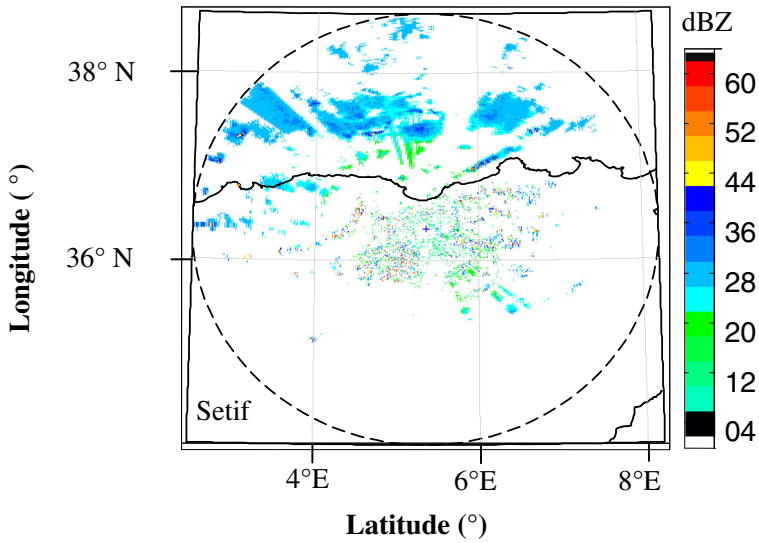 dBZ
38° N
36° N
Longitude ( °)
60
52
44
36
28
20
12
04
Setif
4°E
6°E
8°E
Latitude (°)